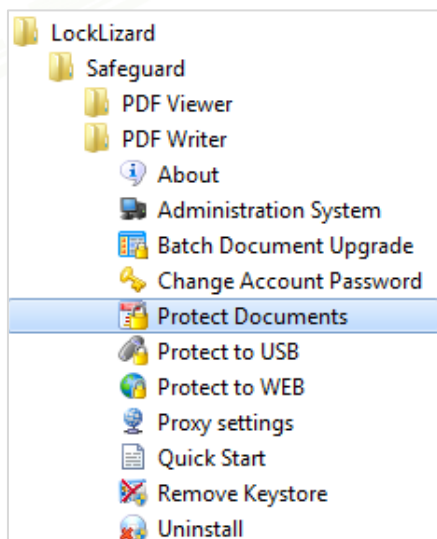 LockLizard
Safeguard
PDF Viewer
PDF Writer
About
Administration System
Batch Document Upgrade
Change Account Password
Protect Documents
Protect to USB
Protect to WEB
Proxy settings
Quick Start
Remove Keystore
Uninstall